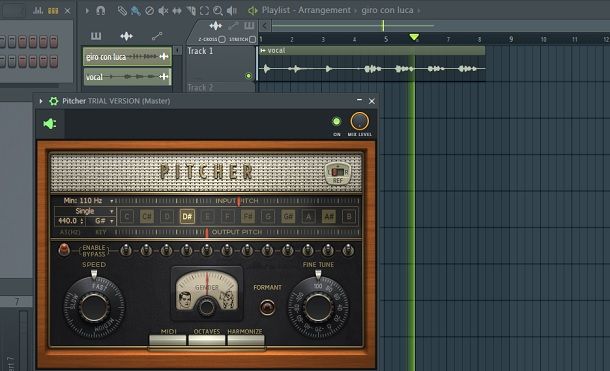 Playlist - Arrangement › giro con luca ›
Z-CROSS STRETCH
1 2 3 4 5 6 7 8 9 10 11 12
giro con luca
vocal
Track 1
vocal
Track 2
Pitcher TRIAL VERSION (Master)
ON MIX LEVEL
PITCHER
REF
Min: 110 Hz
INPUT PITCH
Single
440.0 G#
C C# D D# E F F# G G# A A# B
A3(HZ) KEY
OUTPUT PITCH
ENABLE
BYPASS
SPEED
FINE TUNE
FAST
SLOW
MEDIUM
GENDER
FORMANT
100
MIDI OCTAVES HARMONIZE
7